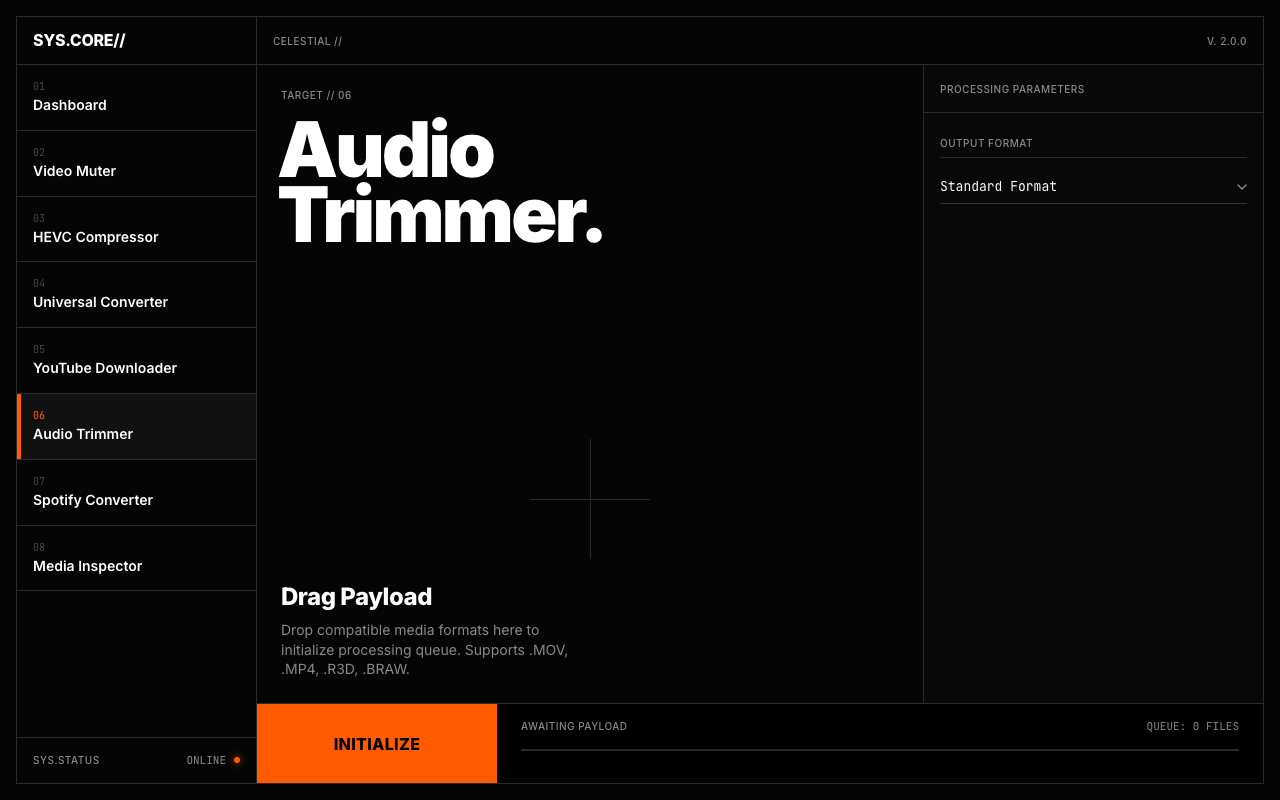 SYS.CORE//
CELESTIAL //
V. 2.0.0
01
Dashboard
02
Video Muter
03
HEVC Compressor
04
Universal Converter
05
YouTube Downloader
06
Audio Trimmer
07
Spotify Converter
08
Media Inspector
SYS.STATUS
ONLINE
TARGET // 06
Audio
Trimmer.
Drag Payload
Drop compatible media formats here to
initialize processing queue. Supports .MOV,
.MP4, .R3D, .BRAW.
PROCESSING PARAMETERS
OUTPUT FORMAT
Standard Format
INITIALIZE
AWAITING PAYLOAD
QUEUE: 0 FILES